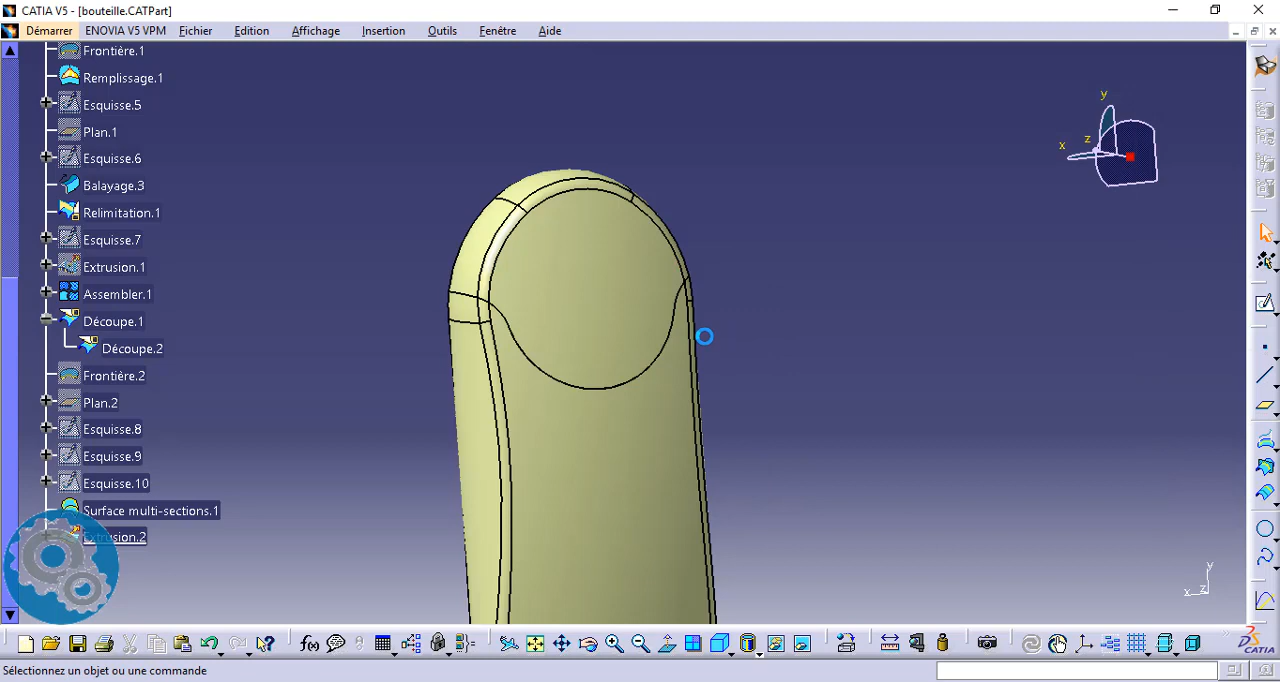 CATIA V5 - [bouteille.CATPart]
Démarrer ENOVIA V5 VPM Fichier Edition Affichage Insertion Outils Fenêtre Aide
Frontière.1
Remplissage.1
Esquisse.5
Plan.1
Esquisse.6
Balayage.3
Relimitation.1
Esquisse.7
Extrusion.1
Assembler.1
Découpe.1
Découpe.2
Frontière.2
Plan.2
Esquisse.8
Esquisse.9
Esquisse.10
Surface multi-sections.1
Extrusion.2
y
x
z
y
x
z
f(x)
CATIA
Sélectionnez un objet ou une commande